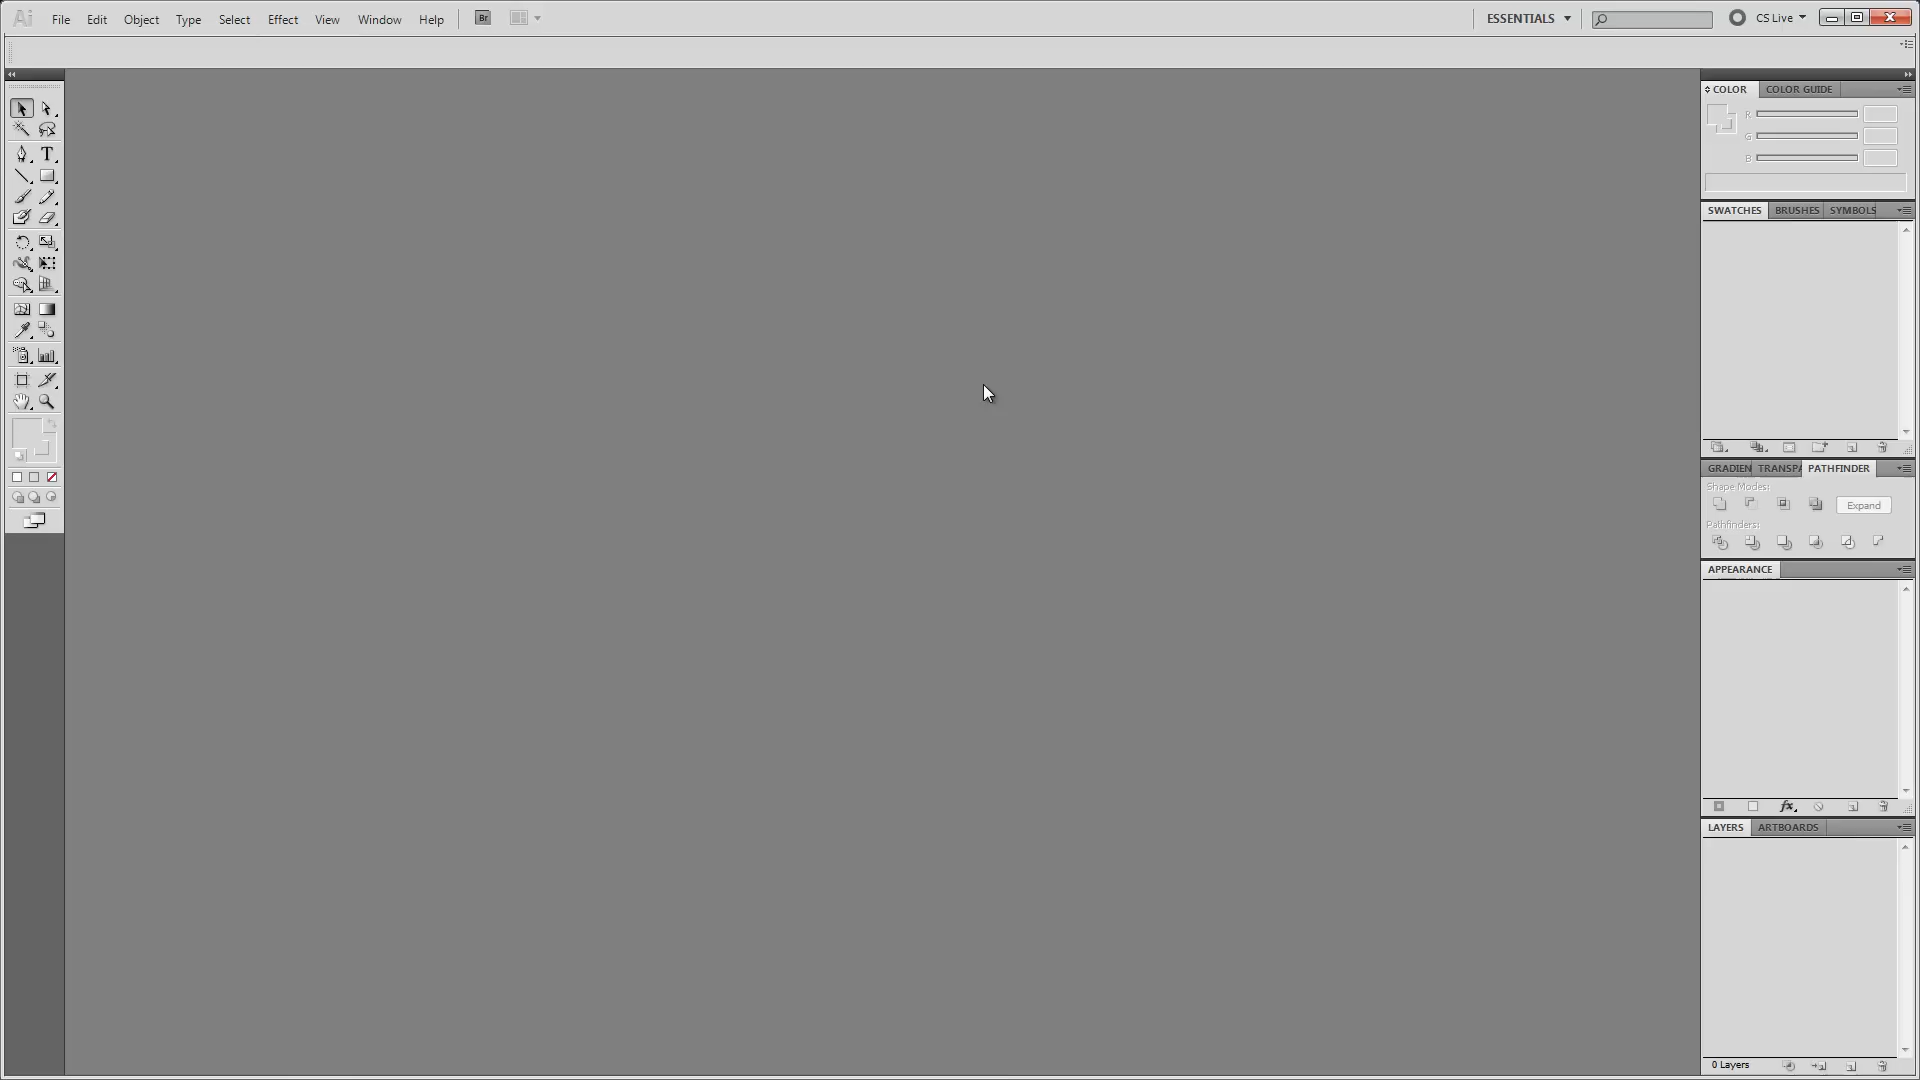 Ai File Edit Object Type Select Effect View Window Help Br ESSENTIALS CS Live
COLOR COLOR GUIDE
R
G
B
T
SWATCHES BRUSHES SYMBOLS
GRADIEN TRANSPA PATHFINDER
Shape Modes:
Expand
Pathfinders:
APPEARANCE
fx
LAYERS ARTBOARDS
0 Layers